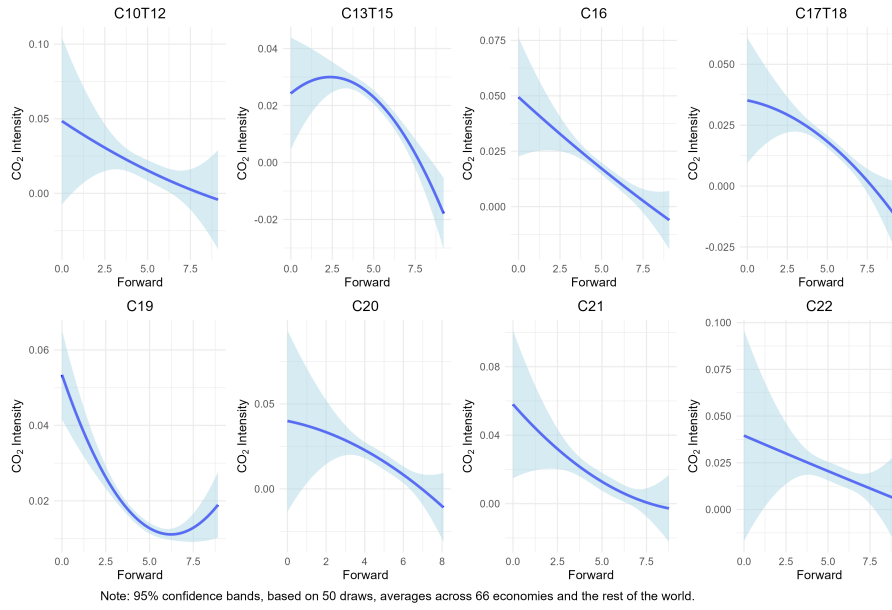 C10T12 C13T15 C16 C17T18
CO2 Intensity
0.10
0.05
0.00
0.0 2.5 5.0 7.5
Forward
CO2 Intensity
0.04
0.02
0.00
-0.02
0.0 2.5 5.0 7.5
Forward
CO2 Intensity
0.075
0.050
0.025
0.000
0.0 2.5 5.0 7.5
Forward
CO2 Intensity
0.050
0.025
0.000
-0.025
0.0 2.5 5.0 7.5
Forward
C19 C20 C21 C22
CO2 Intensity
0.06
0.04
0.02
0.0 2.5 5.0 7.5
Forward
CO2 Intensity
0.05
0.00
0 2 4 6 8
Forward
CO2 Intensity
0.08
0.04
0.00
0.0 2.5 5.0 7.5
Forward
CO2 Intensity
0.100
0.075
0.050
0.025
0.000
0.0 2.5 5.0 7.5
Forward
Note: 95% confidence bands, based on 50 draws, averages across 66 economies and the rest of the world.